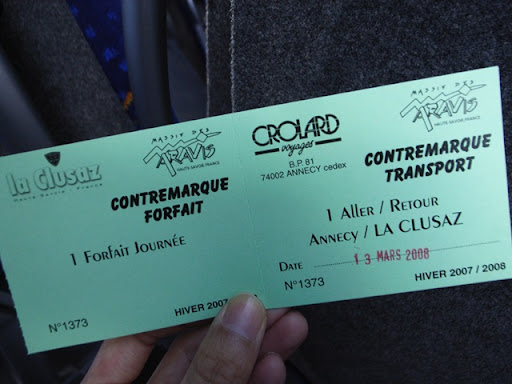 la Clusaz
Haute Savoie - France
MASSIF DES
ARAVIS
HAUTE SAVOIE FRANCE
CONTREMARQUE
FORFAIT
1 Forfait Journée
N°1373
HIVER 2007
CROLARD
voyages
B.P. 81
74002 ANNECY cedex
MASSIF DES
ARAVIS
HAUTE SAVOIE FRANCE
CONTREMARQUE
TRANSPORT
1 Aller / Retour
Annecy / LA CLUSAZ
Date 13 MARS 2008
N°1373
HIVER 2007 / 2008